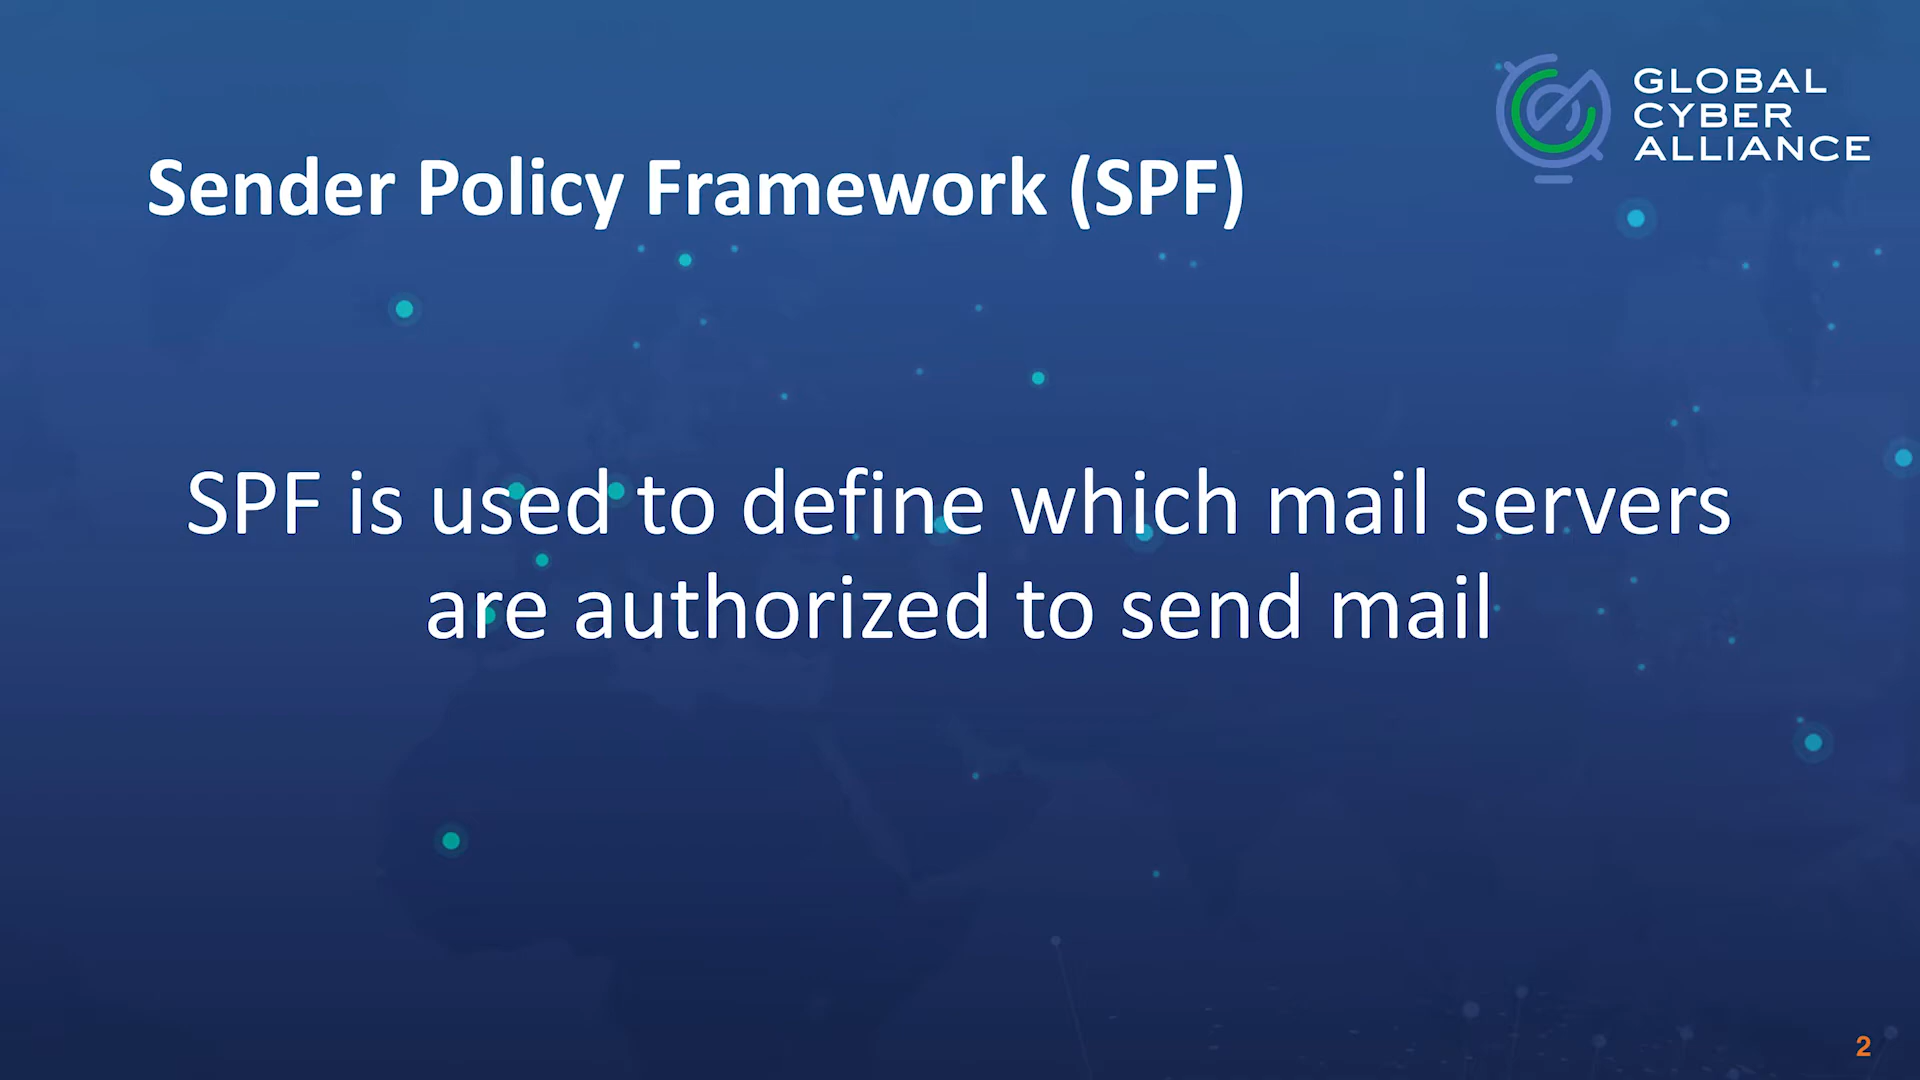 GLOBAL
CYBER
ALLIANCE
Sender Policy Framework (SPF)
SPF is used to define which mail servers
are authorized to send mail
2